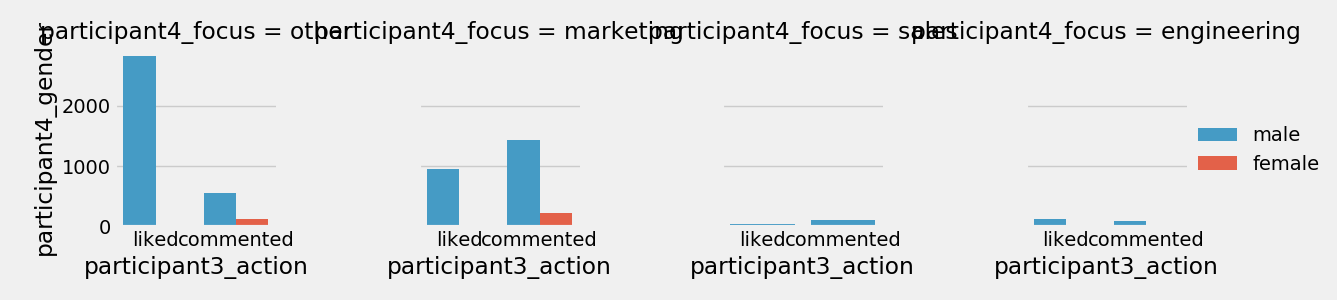 participant4_focus = other
participant4_focus = marketing
participant4_focus = sales
participant4_focus = engineering
participant4_gender
2000
1000
0
male
female
liked commented
liked commented
liked commented
liked commented
participant3_action
participant3_action
participant3_action
participant3_action